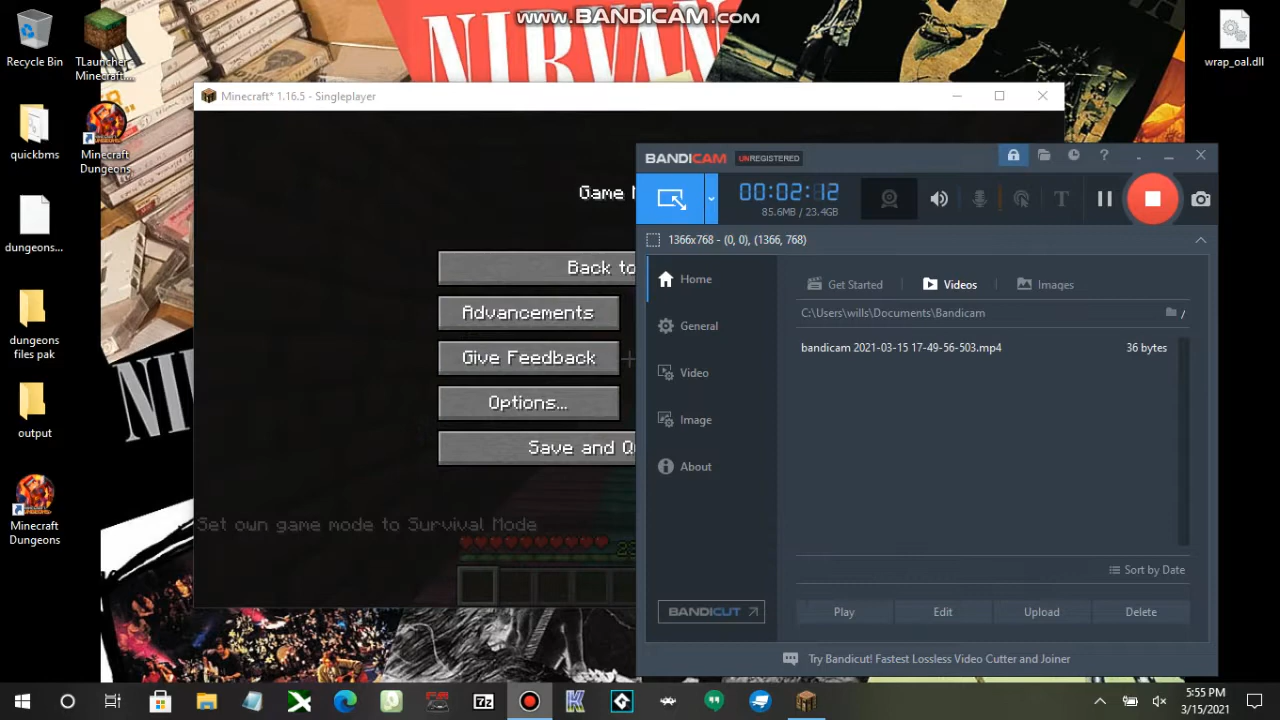 www.BANDICAM.com
NIRVAN
Recycle Bin
TLauncher -
Minecraft....
wrap_oal.dll
quickbms
Minecraft
Dungeons
dungeons...
dungeons
files pak
output
Minecraft
Dungeons
Minecraft* 1.16.5 - Singleplayer
Game M
Back to
Advancements
Give Feedback
Options...
Save and Qu
Set own game mode to Survival Mode
BANDICAM UNREGISTERED
00:02:12
85.6MB / 23.4GB
T
1366x768 - (0, 0), (1366, 768)
Home
General
Video
Image
About
BANDICUT
Get Started
Videos
Images
C:\Users\wills\Documents\Bandicam
/
bandicam 2021-03-15 17-49-56-503.mp4 36 bytes
Sort by Date
Play Edit Upload Delete
Try Bandicut! Fastest Lossless Video Cutter and Joiner
7z
5:55 PM
3/15/2021